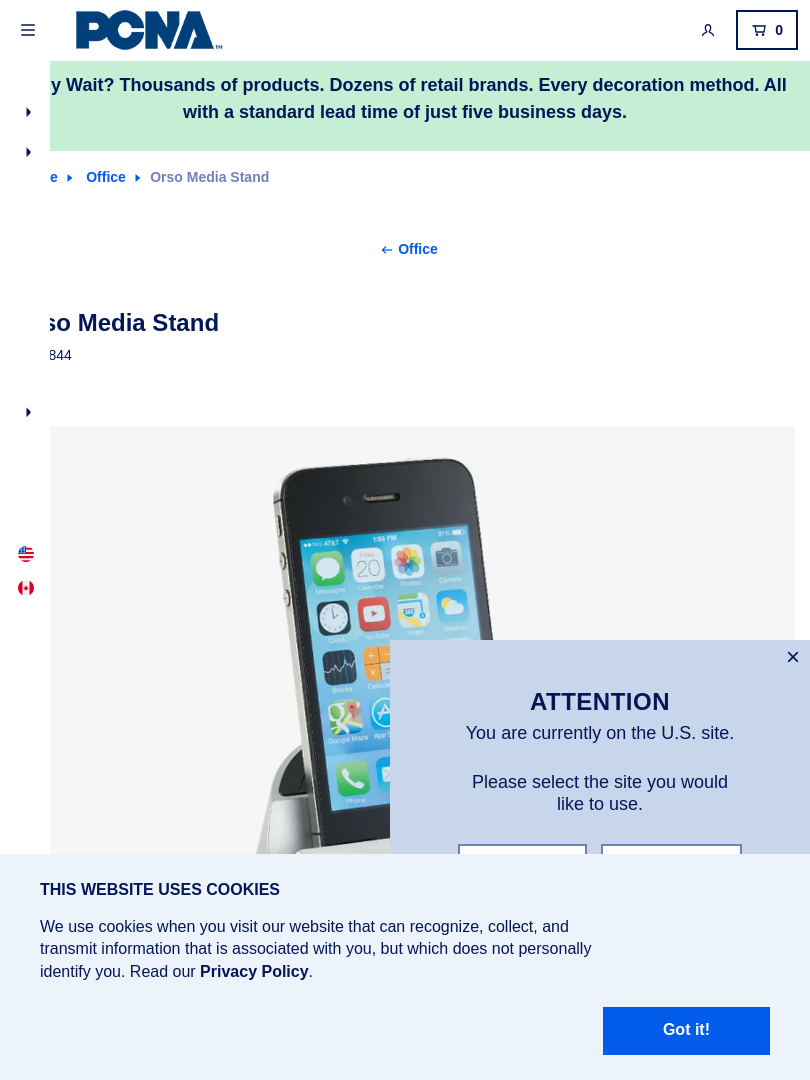 PCNA TM
0
y Wait? Thousands of products. Dozens of retail brands. Every decoration method. All
with a standard lead time of just five business days.
e Office Orso Media Stand
Office
so Media Stand
844
AT&T 1:59 PM 81%
Friday
20
Messages Calendar Photos Camera
Clock YouTube Maps Weather
Stocks
Google Maps
Phone
ATTENTION
You are currently on the U.S. site.
Please select the site you would
like to use.
THIS WEBSITE USES COOKIES
We use cookies when you visit our website that can recognize, collect, and
transmit information that is associated with you, but which does not personally
identify you. Read our Privacy Policy.
Got it!